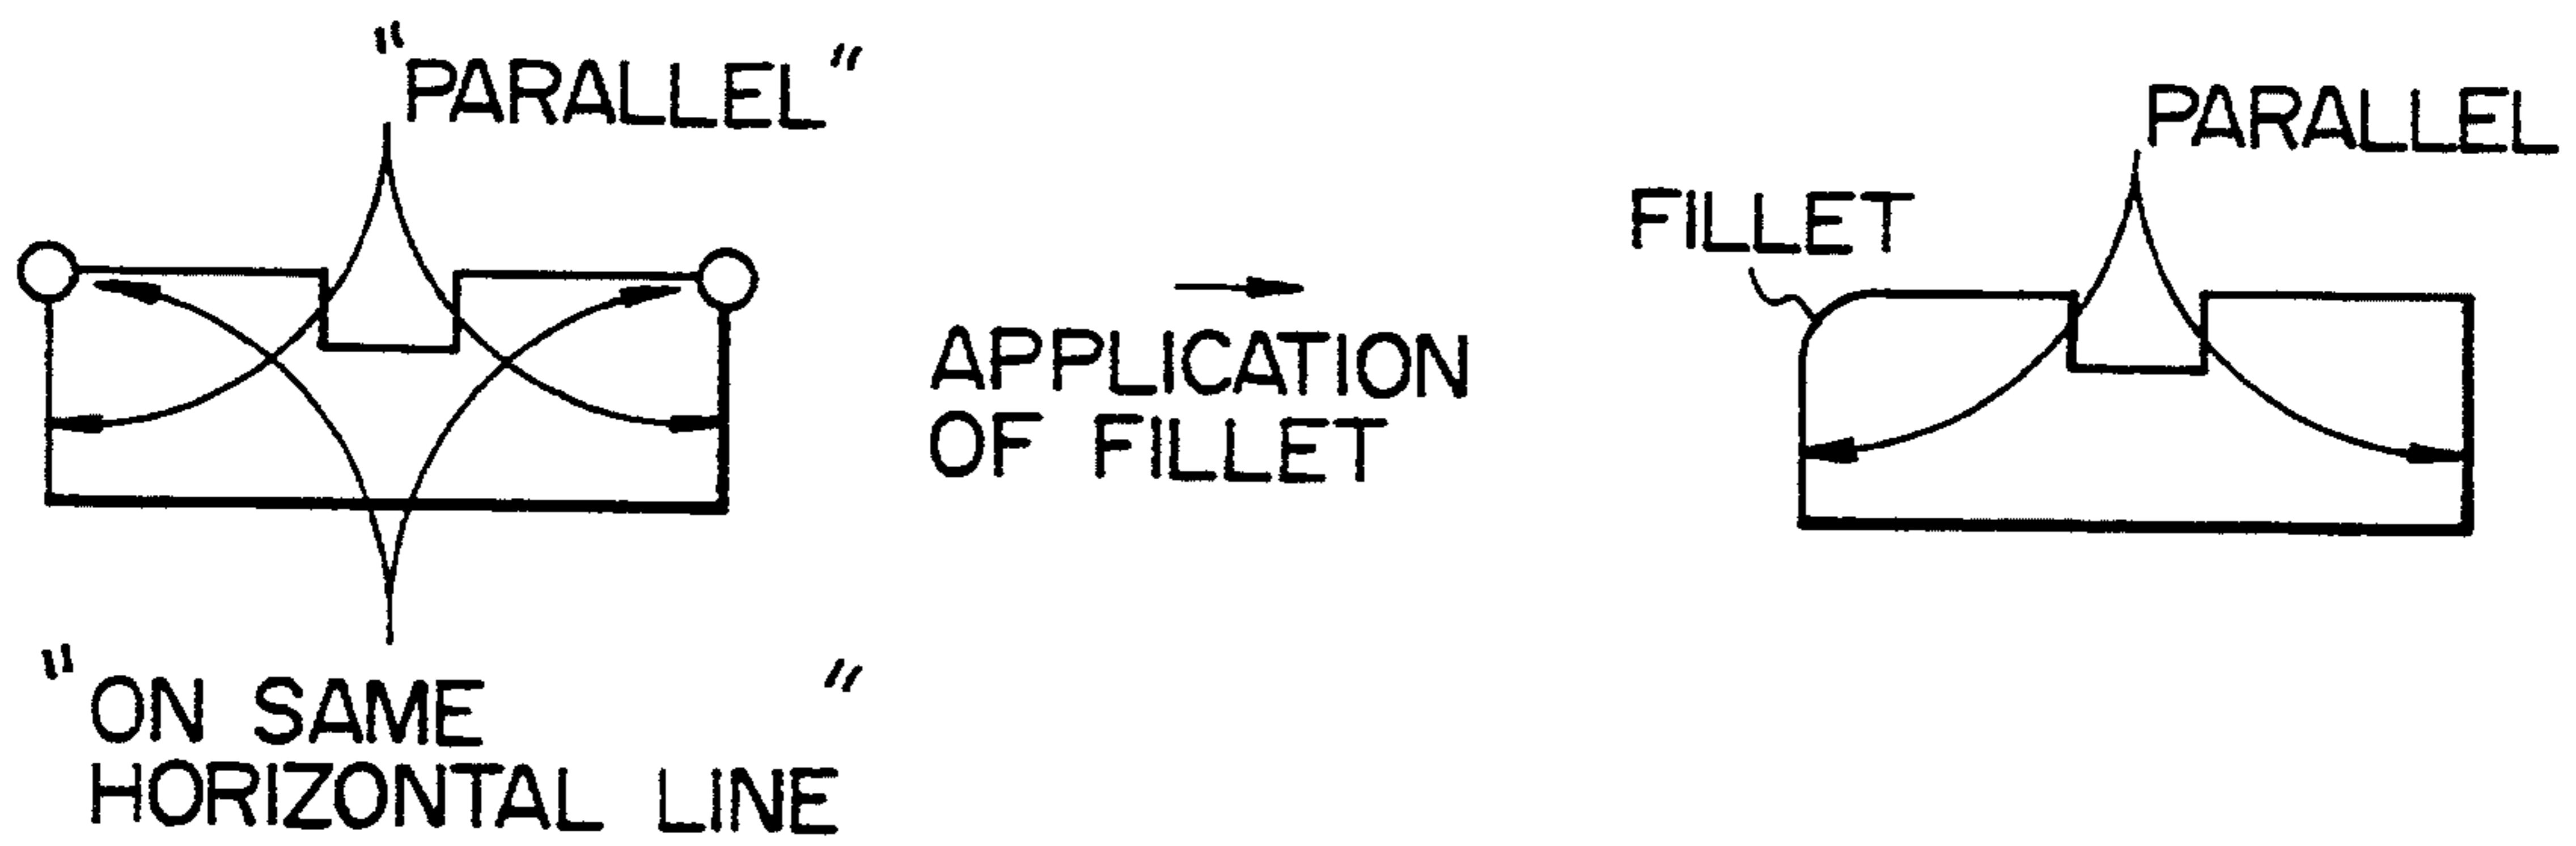 "PARALLEL"
"ON SAME
HORIZONTAL LINE"
APPLICATION
OF FILLET
FILLET
PARALLEL